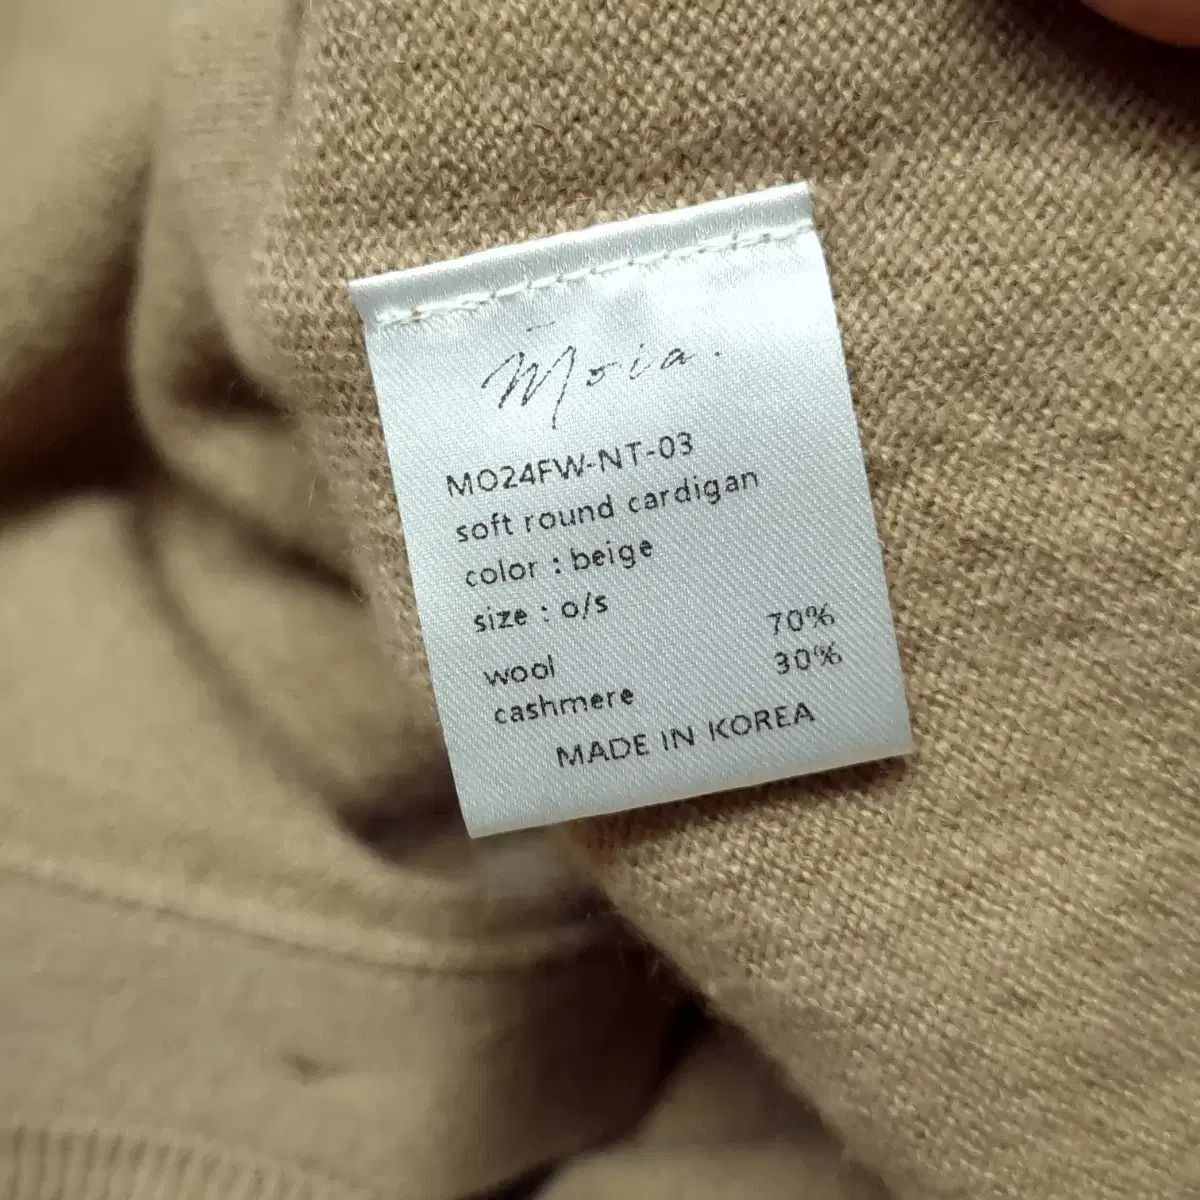 Moia.
MO24FW-NT-03
soft round cardigan
color : beige
size : o/s
wool 70%
cashmere 30%
MADE IN KOREA